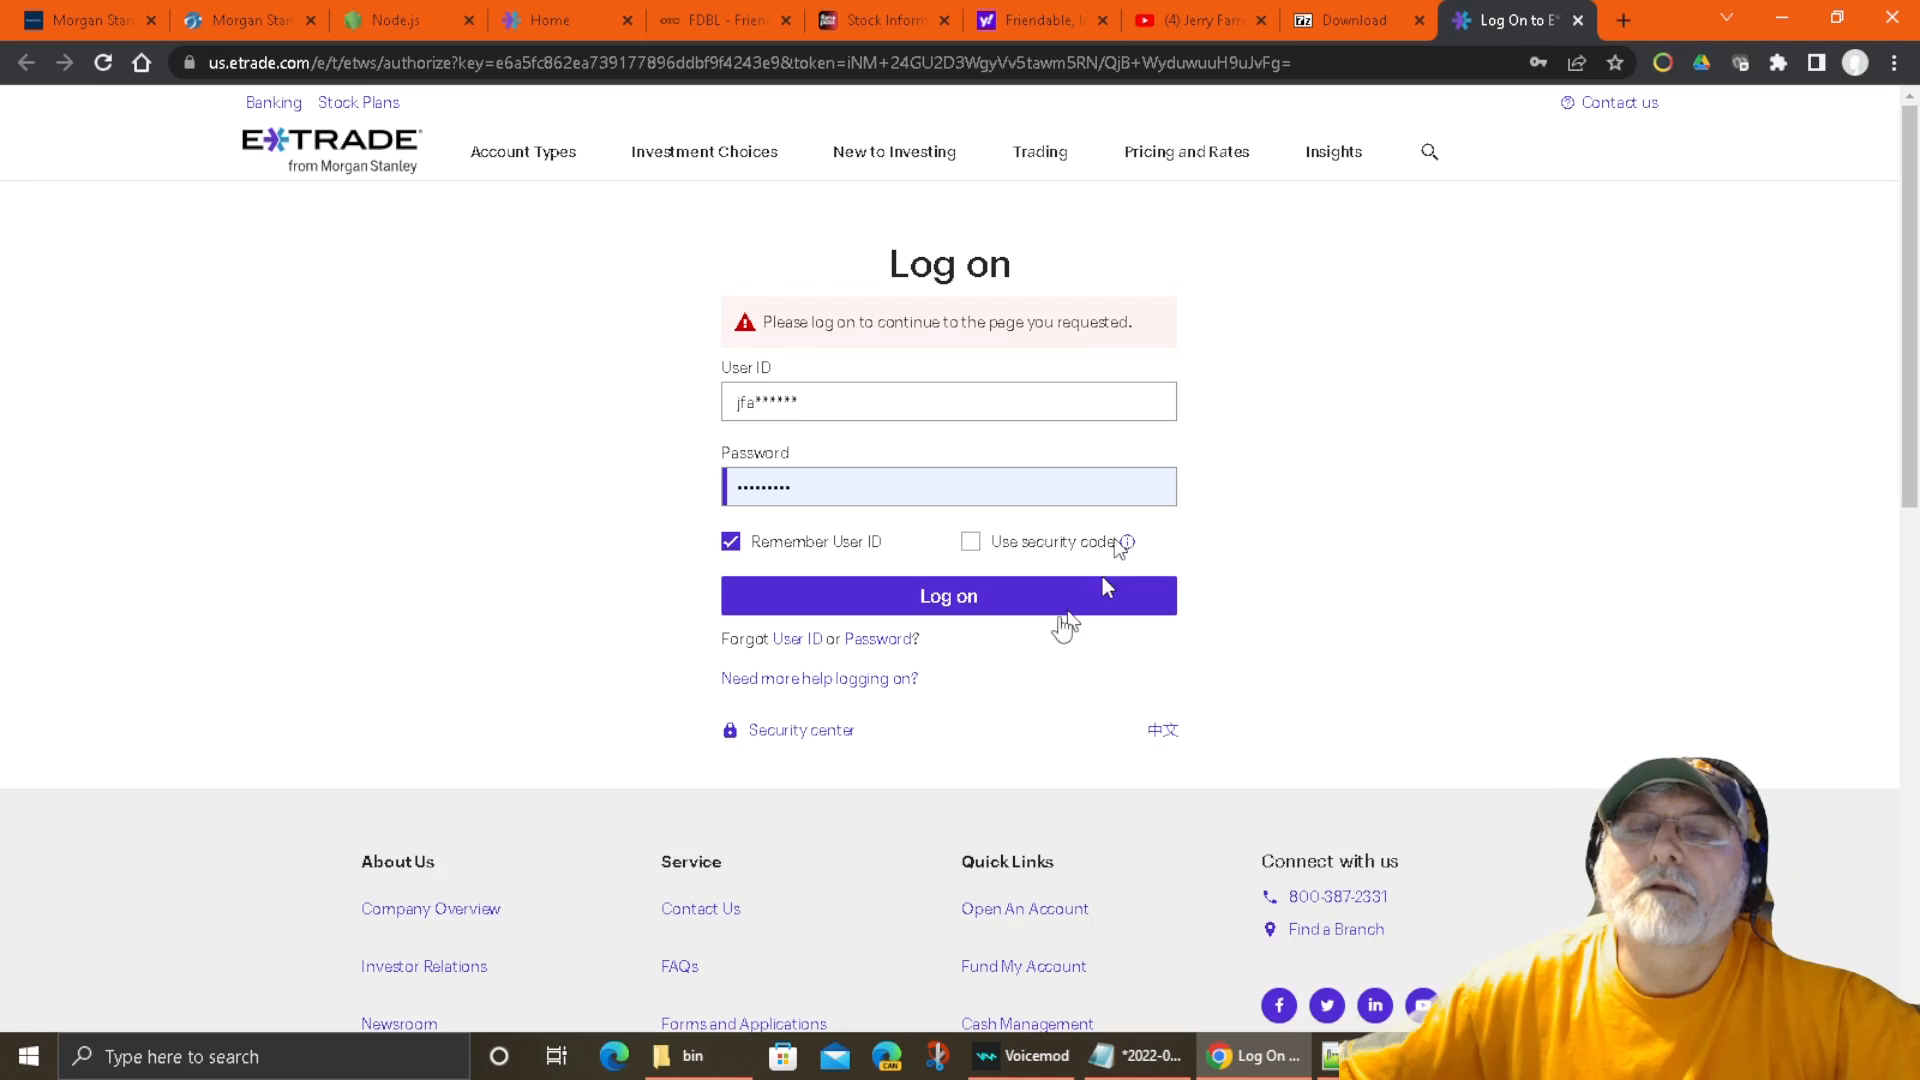 Morgan Stan
Morgan Stan
Node.js
Home
FDBL - Frien
Stock Inform
Friendable, I
(4) Jerry Farr
Download
Log On to E*
us.etrade.com/e/t/etws/authorize?key=e6a5fc862ea739177896ddbf9f4243e9&token=iNM+24GU2D3WgyVv5tawm5RN/QjB+WyduwuuH9uJvFg=
Banking Stock Plans
Contact us
E*TRADE
from Morgan Stanley
Account Types Investment Choices New to Investing Trading Pricing and Rates Insights
Log on
Please log on to continue to the page you requested.
User ID
jfa******
Password
•••••••••
Remember User ID
Use security code
Log on
Forgot User ID or Password?
Need more help logging on?
Security center
中文
About Us Service Quick Links Connect with us
800-387-2331
Company Overview Contact Us Open An Account
Find a Branch
Investor Relations FAQs Fund My Account
Newsroom Forms and Applications Cash Management
Type here to search
bin
CAN
Voicemod
*2022-0...
Log On ...